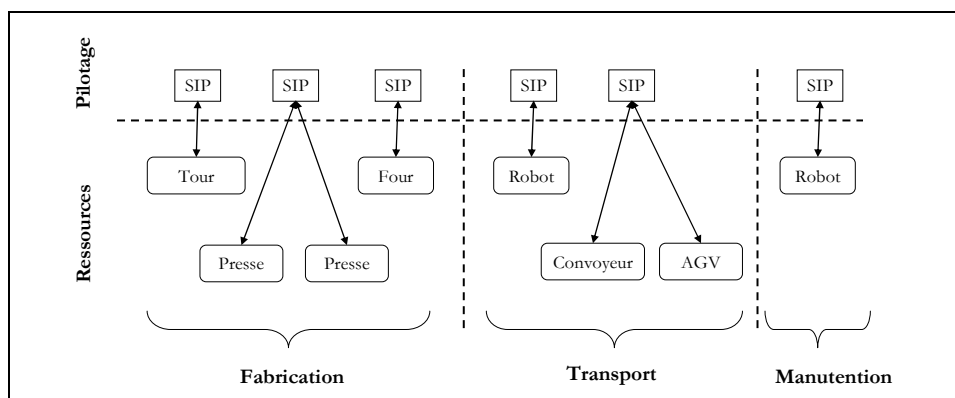 Pilotage
SIP SIP SIP SIP SIP SIP
Ressources
Tour Four Robot Robot
Presse Presse Convoyeur AGV
Fabrication Transport Manutention